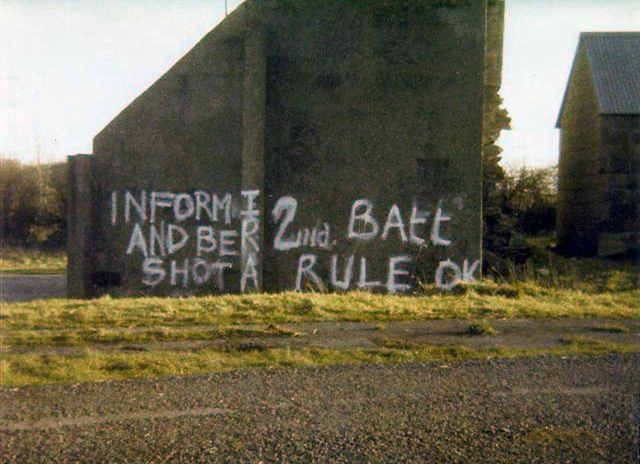 INFORM I 2nd. BAtt
AND BE R
SHOT A RULE OK